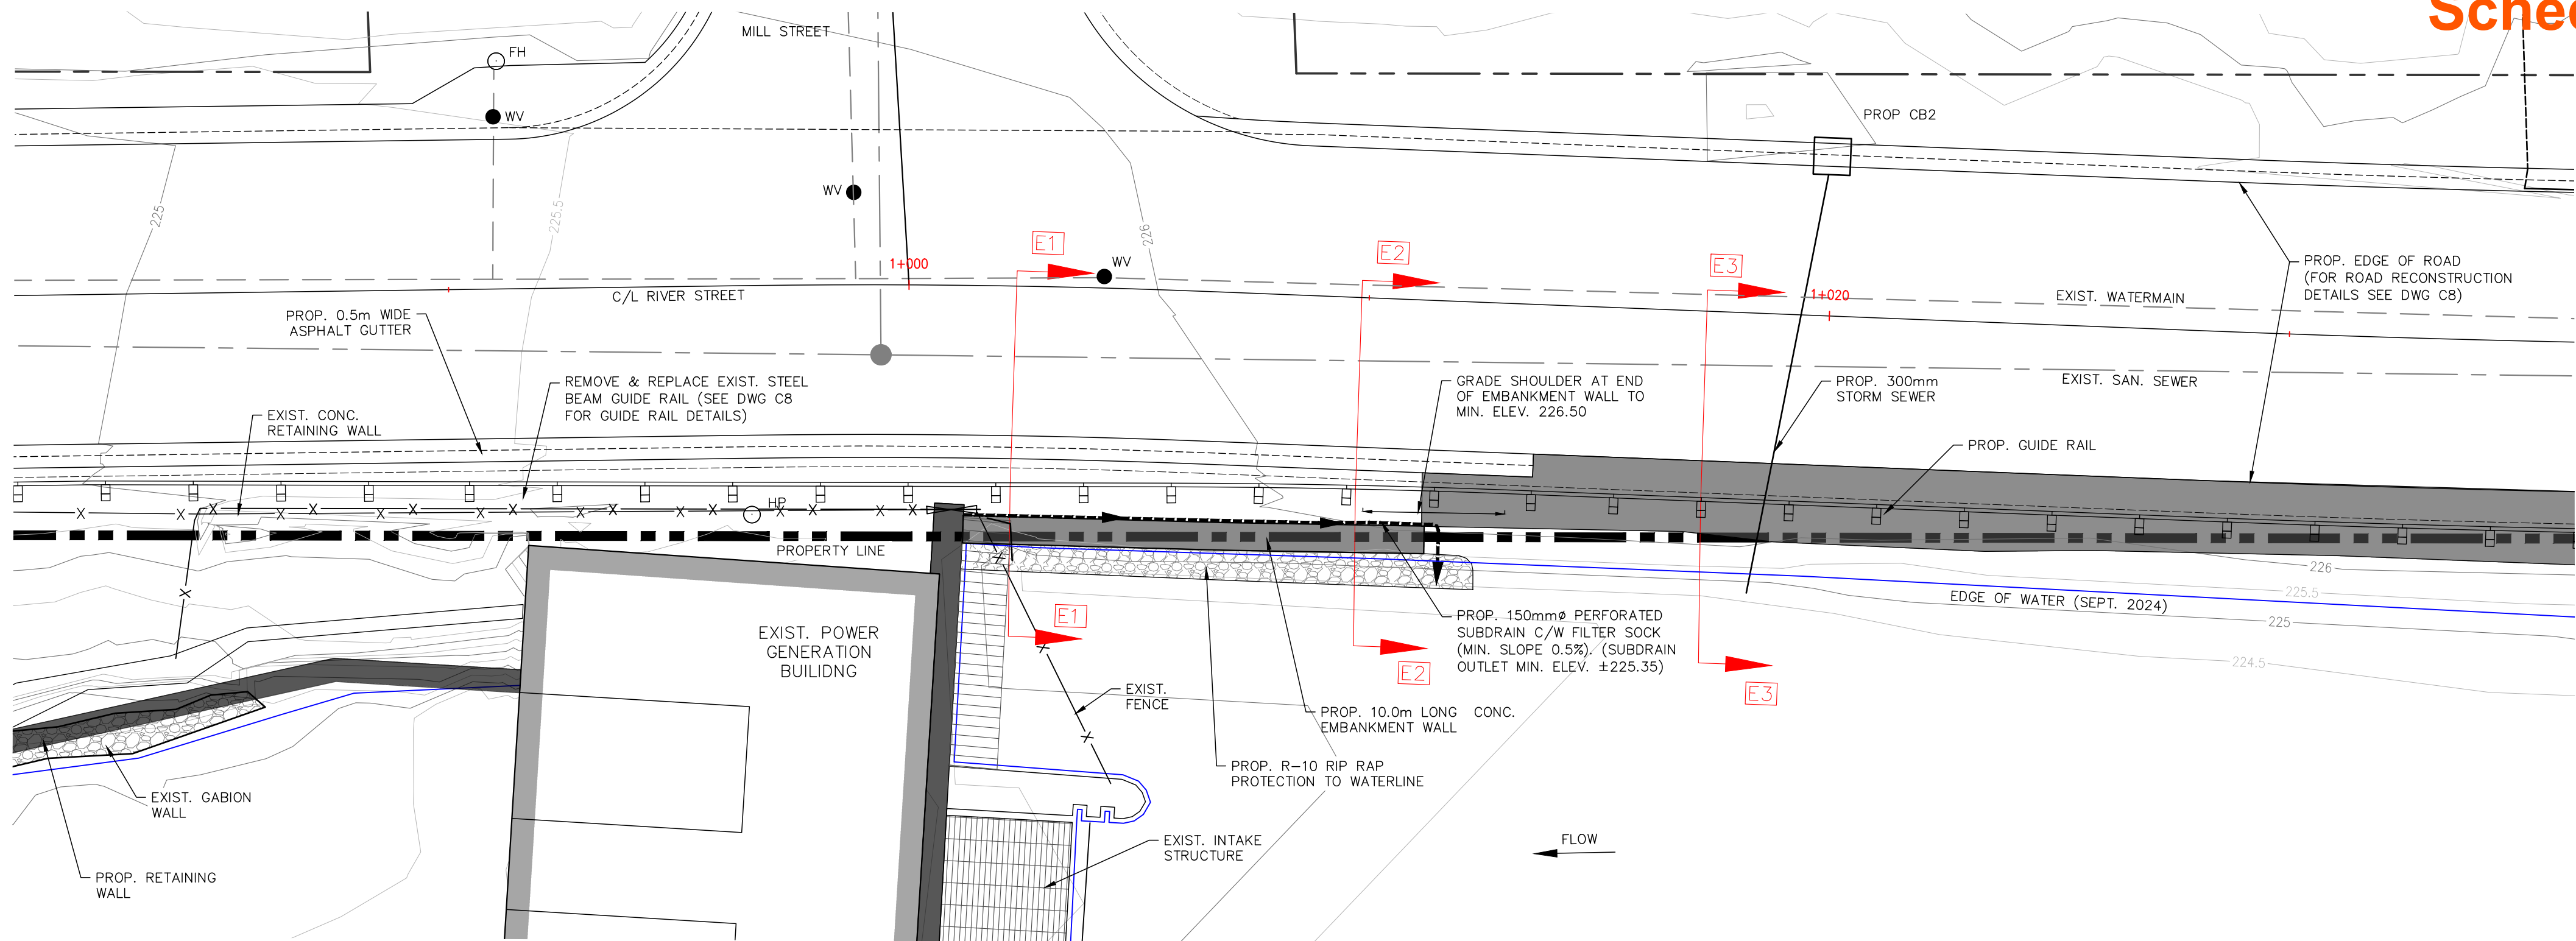 Sched
MILL STREET
FH
WV
PROP CB2
WV
225
225.5
226
E1
WV
E2
E3
1+000
1+020
C/L RIVER STREET
EXIST. WATERMAIN
PROP. EDGE OF ROAD
(FOR ROAD RECONSTRUCTION
DETAILS SEE DWG C8)
PROP. 0.5m WIDE
ASPHALT GUTTER
REMOVE & REPLACE EXIST. STEEL
BEAM GUIDE RAIL (SEE DWG C8
FOR GUIDE RAIL DETAILS)
GRADE SHOULDER AT END
OF EMBANKMENT WALL TO
MIN. ELEV. 226.50
PROP. 300mm
STORM SEWER
EXIST. SAN. SEWER
EXIST. CONC.
RETAINING WALL
PROP. GUIDE RAIL
HP
PROPERTY LINE
226
225.5
EDGE OF WATER (SEPT. 2024)
225
224.5
E1
EXIST. POWER
GENERATION
BUILIDNG
PROP. 150mmø PERFORATED
SUBDRAIN C/W FILTER SOCK
(MIN. SLOPE 0.5%). (SUBDRAIN
OUTLET MIN. ELEV. ±225.35)
E2
E3
EXIST.
FENCE
PROP. 10.0m LONG CONC.
EMBANKMENT WALL
PROP. R-10 RIP RAP
PROTECTION TO WATERLINE
EXIST. GABION
WALL
EXIST. INTAKE
STRUCTURE
FLOW
PROP. RETAINING
WALL